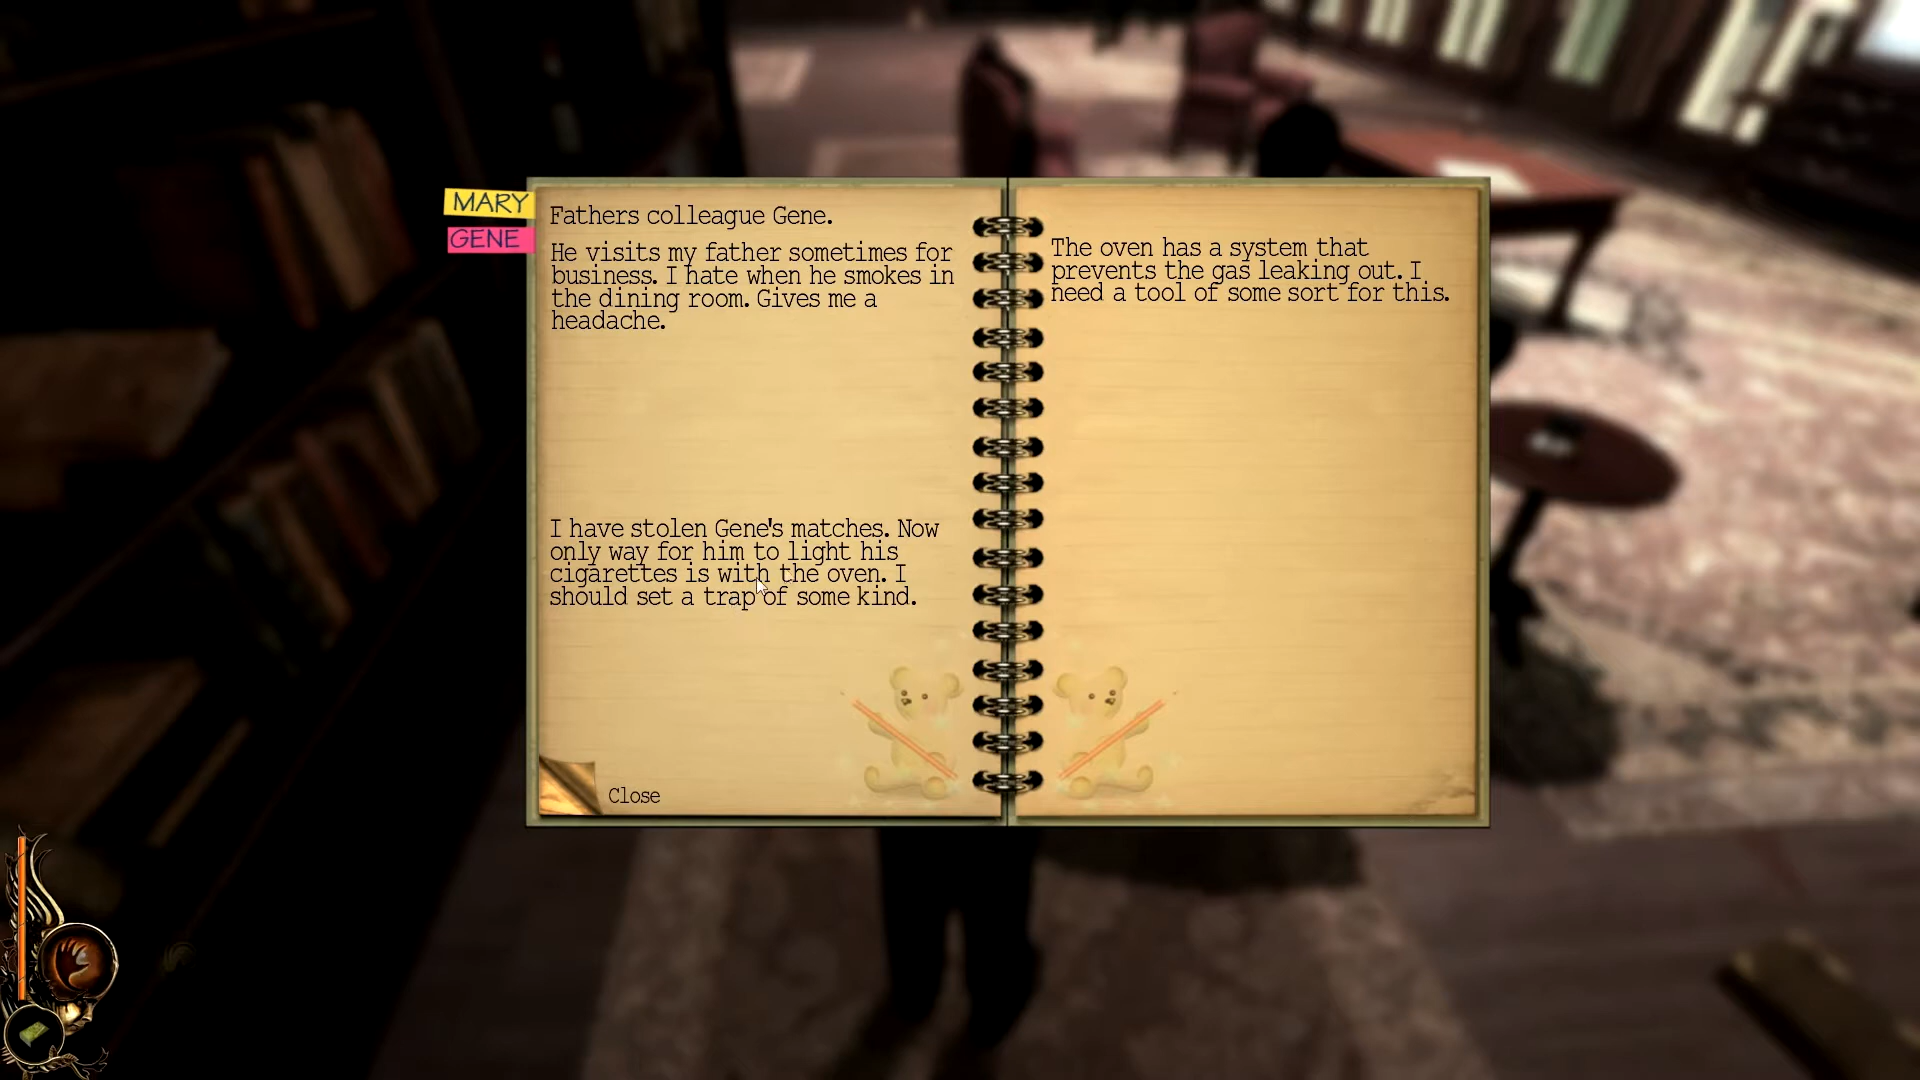 MARY
GENE
Fathers colleague Gene.
He visits my father sometimes for
business. I hate when he smokes in
the dining room. Gives me a
headache.
I have stolen Gene's matches. Now
only way for him to light his
cigarettes is with the oven. I
should set a trap of some kind.
Close
The oven has a system that
prevents the gas leaking out. I
need a tool of some sort for this.